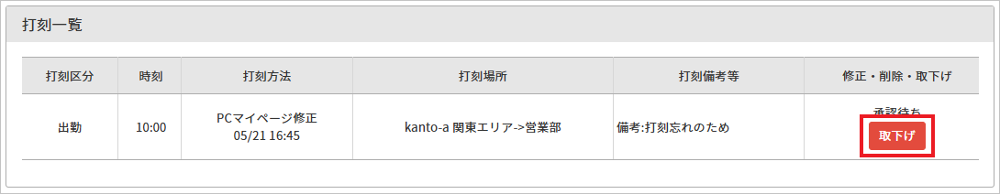 打刻一覧
打刻区分 時刻 打刻方法 打刻場所 打刻備考等 修正・削除・取下げ
出勤 10:00 PCマイページ修正 kanto-a 関東エリア->営業部 備考:打刻忘れのため 承認待ち
05/21 16:45 取下げ